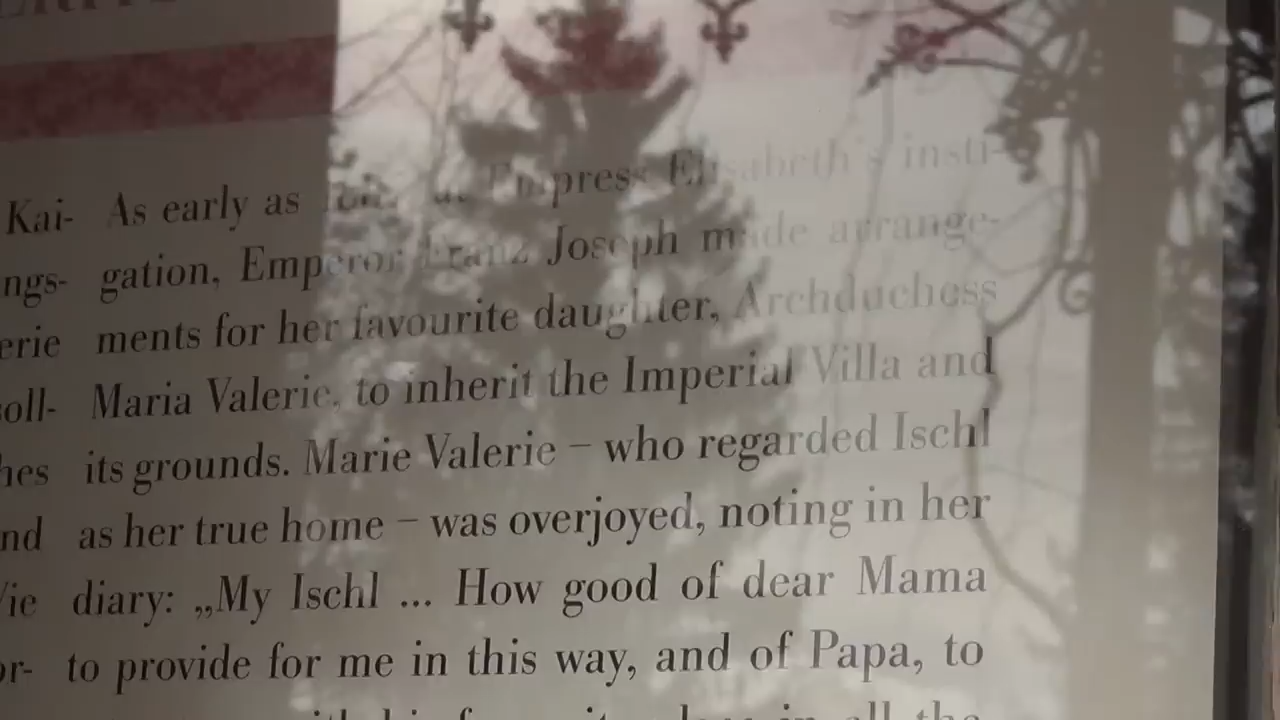 Kai-
ngs-
erie
oll-
hes
nd
ie
or-
As early as Empress Elisabeth's insti-
gation, Emperor Franz Joseph made arrange-
ments for her favourite daughter, Archduchess
Maria Valerie, to inherit the Imperial Villa and
its grounds. Marie Valerie – who regarded Ischl
as her true home – was overjoyed, noting in her
diary: „My Ischl ... How good of dear Mama
to provide for me in this way, and of Papa, to